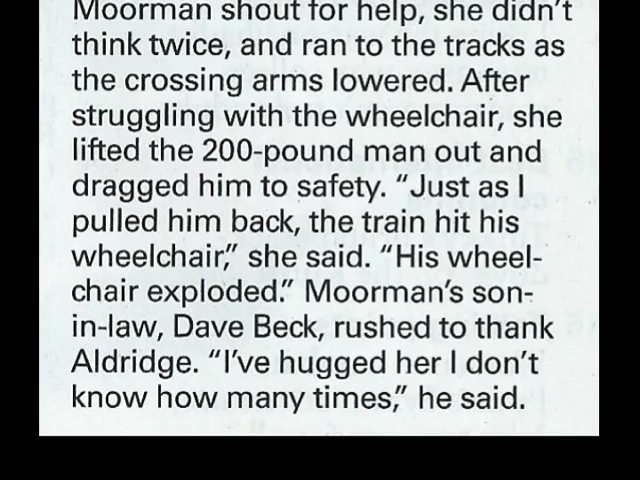 Moorman shout for help, she didn't
think twice, and ran to the tracks as
the crossing arms lowered. After
struggling with the wheelchair, she
lifted the 200-pound man out and
dragged him to safety. “Just as I
pulled him back, the train hit his
wheelchair,” she said. “His wheel-
chair exploded.” Moorman's son-
in-law, Dave Beck, rushed to thank
Aldridge. “I've hugged her I don't
know how many times,” he said.